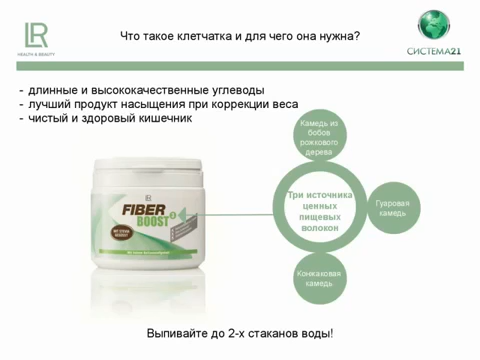 LR
HEALTH & BEAUTY
Что такое клетчатка и для чего она нужна?
СИСТЕМА21
- длинные и высококачественные углеводы
- лучший продукт насыщения при коррекции веса
- чистый и здоровый кишечник
Камедь из
бобов
рожкового
дерева
Три источника
ценных
пищевых
волокон
Гуаровая
камедь
Конжаковая
камедь
LR
FIBER
BOOST
Выпивайте до 2-х стаканов воды!